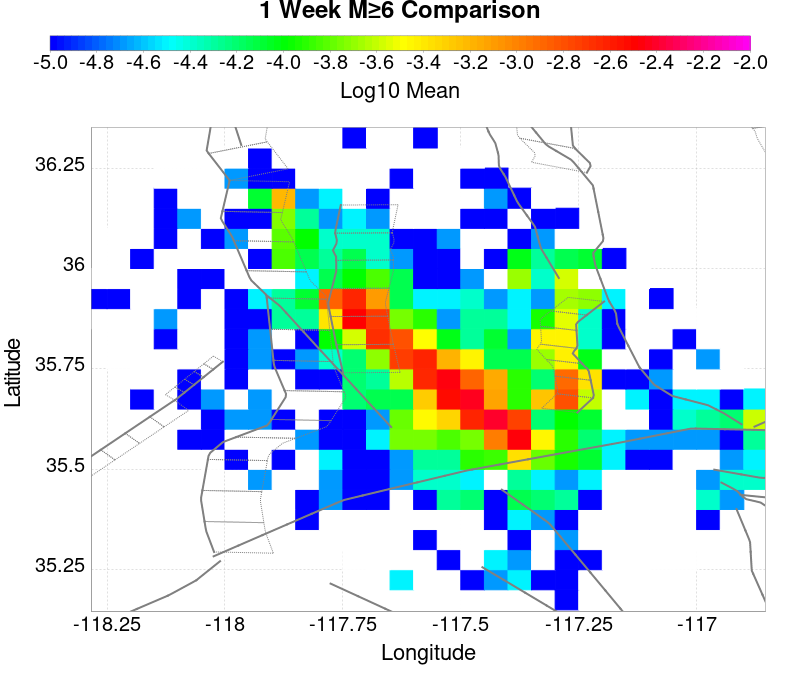 1 Week M≥6 Comparison
-5.0 -4.8 -4.6 -4.4 -4.2 -4.0 -3.8 -3.6 -3.4 -3.2 -3.0 -2.8 -2.6 -2.4 -2.2 -2.0
Log10 Mean
36.25
36
35.75
35.5
35.25
Latitude
-118.25 -118 -117.75 -117.5 -117.25 -117
Longitude